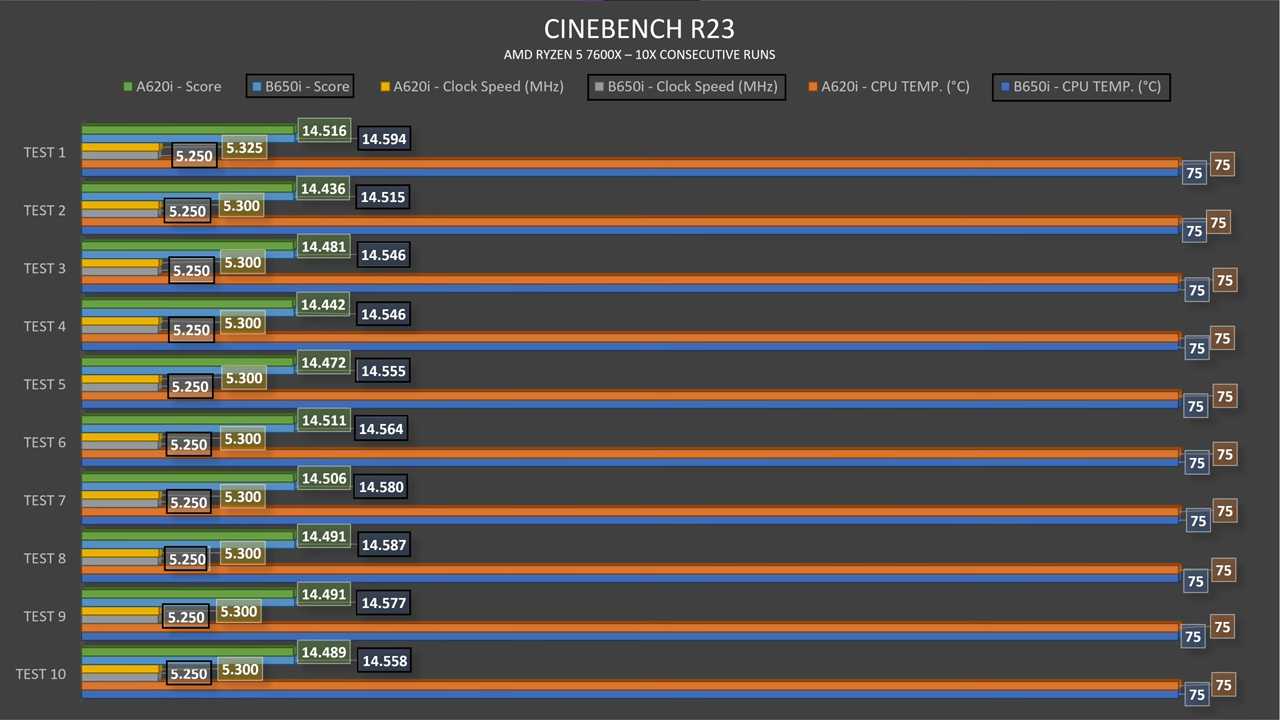 CINEBENCH R23
AMD RYZEN 5 7600X – 10X CONSECUTIVE RUNS
A620i - Score B650i - Score A620i - Clock Speed (MHz) B650i - Clock Speed (MHz) A620i - CPU TEMP. (°C) B650i - CPU TEMP. (°C)
TEST 1 14.516 14.594 5.325 5.250 75 75
TEST 2 14.436 14.515 5.300 5.250 75 75
TEST 3 14.481 14.546 5.300 5.250 75 75
TEST 4 14.442 14.546 5.300 5.250 75 75
TEST 5 14.472 14.555 5.300 5.250 75 75
TEST 6 14.511 14.564 5.300 5.250 75 75
TEST 7 14.506 14.580 5.300 5.250 75 75
TEST 8 14.491 14.587 5.300 5.250 75 75
TEST 9 14.491 14.577 5.300 5.250 75 75
TEST 10 14.489 14.558 5.300 5.250 75 75